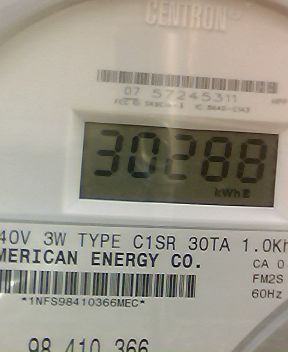 CENTRON
07 57245311
30288
kWh
40V 3W TYPE C1SR 30TA 1.0Kh
MERICAN ENERGY CO.
CA 0
FM2S
60Hz
*1NFS98410366MEC*
98 410 366